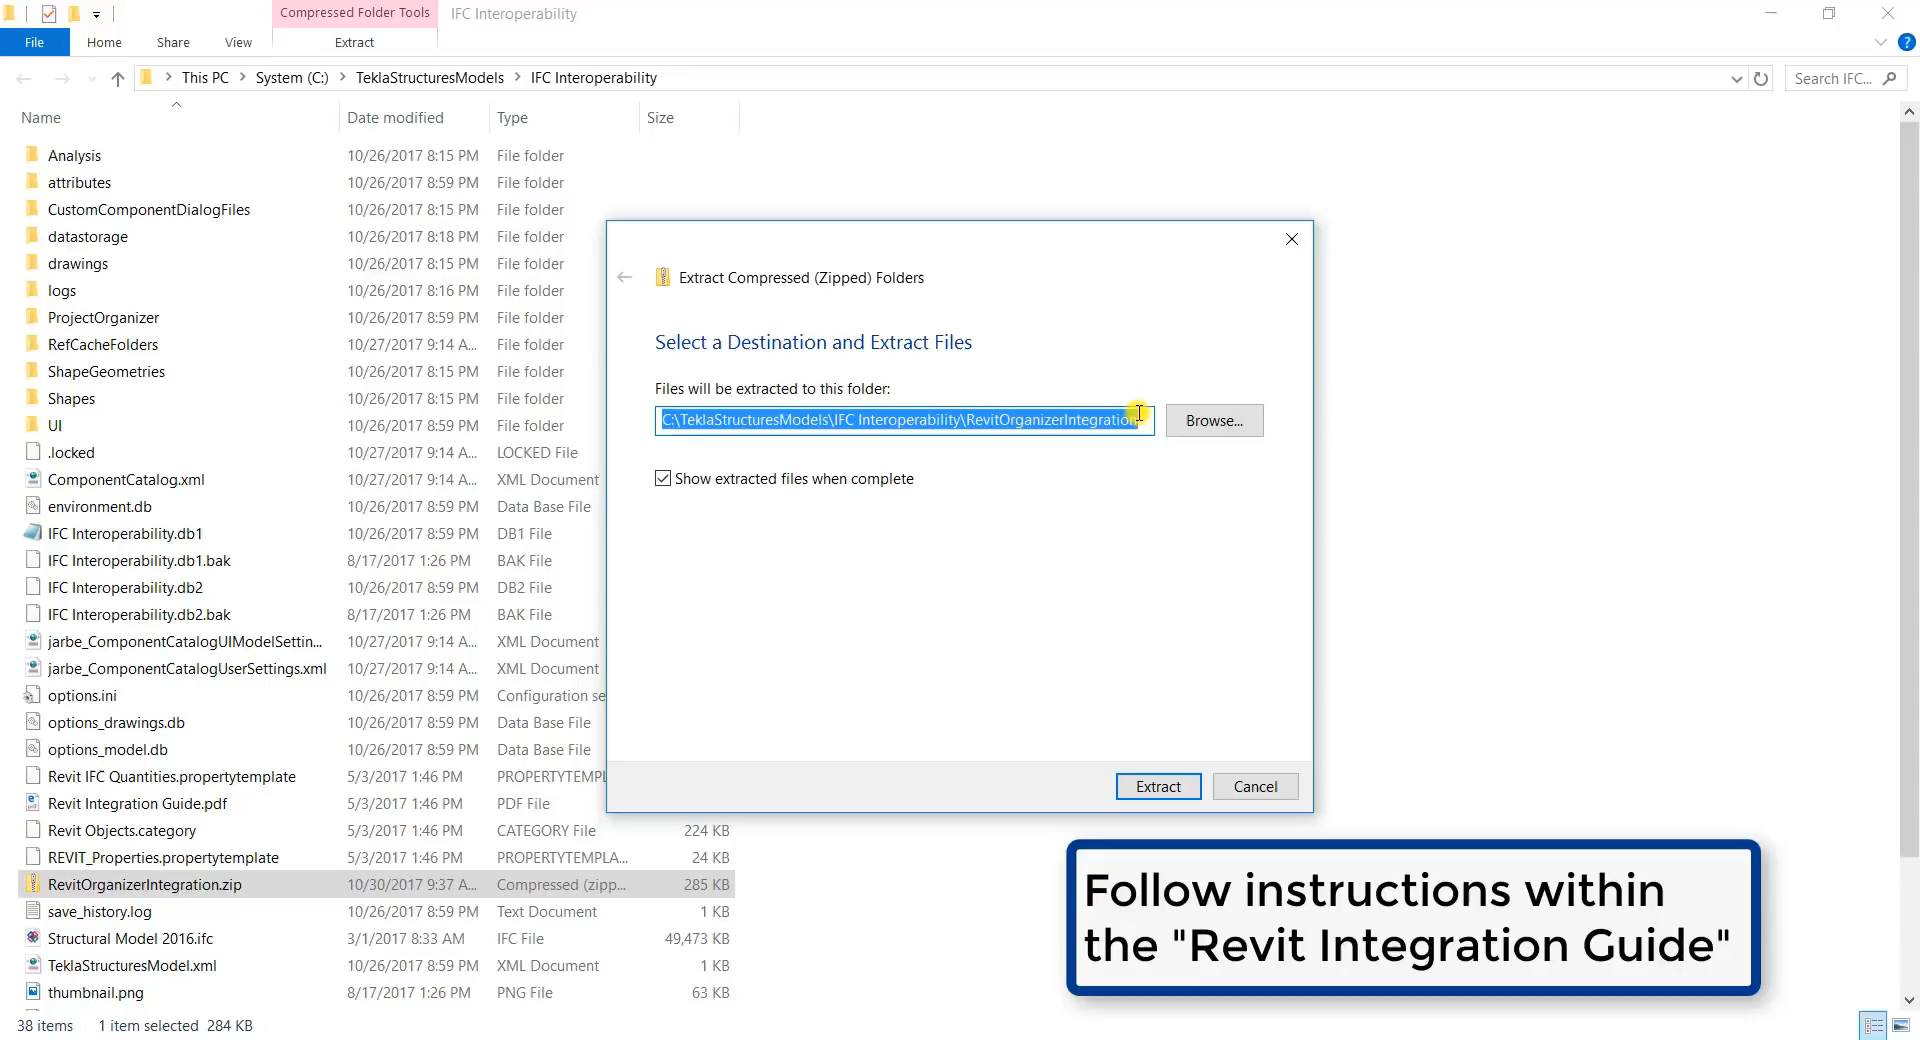 Compressed Folder Tools
IFC Interoperability
File
Home
Share
View
Extract
This PC
System (C:)
TeklaStructuresModels
IFC Interoperability
Search IFC...
Name
Date modified
Type
Size
Analysis 10/26/2017 8:15 PM File folder
attributes 10/26/2017 8:59 PM File folder
CustomComponentDialogFiles 10/26/2017 8:15 PM File folder
datastorage 10/26/2017 8:18 PM File folder
drawings 10/26/2017 8:15 PM File folder
logs 10/26/2017 8:16 PM File folder
ProjectOrganizer 10/26/2017 8:59 PM File folder
RefCacheFolders 10/27/2017 9:14 A... File folder
ShapeGeometries 10/26/2017 8:15 PM File folder
Shapes 10/26/2017 8:15 PM File folder
UI 10/26/2017 8:59 PM File folder
.locked 10/27/2017 9:14 A... LOCKED File
ComponentCatalog.xml 10/27/2017 9:14 A... XML Document
environment.db 10/26/2017 8:59 PM Data Base File
IFC Interoperability.db1 10/26/2017 8:59 PM DB1 File
IFC Interoperability.db1.bak 8/17/2017 1:26 PM BAK File
IFC Interoperability.db2 10/26/2017 8:59 PM DB2 File
IFC Interoperability.db2.bak 8/17/2017 1:26 PM BAK File
jarbe_ComponentCatalogUIModelSettin... 10/27/2017 9:14 A... XML Document
jarbe_ComponentCatalogUserSettings.xml 10/27/2017 9:14 A... XML Document
options.ini 10/26/2017 8:59 PM Configuration se
options_drawings.db 10/26/2017 8:59 PM Data Base File
options_model.db 10/26/2017 8:59 PM Data Base File
Revit IFC Quantities.propertytemplate 5/3/2017 1:46 PM PROPERTYTEMPL
Revit Integration Guide.pdf 5/3/2017 1:46 PM PDF File
Revit Objects.category 5/3/2017 1:46 PM CATEGORY File 224 KB
REVIT_Properties.propertytemplate 5/3/2017 1:46 PM PROPERTYTEMPLA... 24 KB
RevitOrganizerIntegration.zip 10/30/2017 9:37 A... Compressed (zipp... 285 KB
save_history.log 10/26/2017 8:59 PM Text Document 1 KB
Structural Model 2016.ifc 3/1/2017 8:33 AM IFC File 49,473 KB
TeklaStructuresModel.xml 10/26/2017 8:59 PM XML Document 1 KB
thumbnail.png 8/17/2017 1:26 PM PNG File 63 KB
38 items 1 item selected 284 KB
Extract Compressed (Zipped) Folders
Select a Destination and Extract Files
Files will be extracted to this folder:
C:\TeklaStructuresModels\IFC Interoperability\RevitOrganizerIntegration
Browse...
Show extracted files when complete
Extract
Cancel
Follow instructions within
the "Revit Integration Guide"